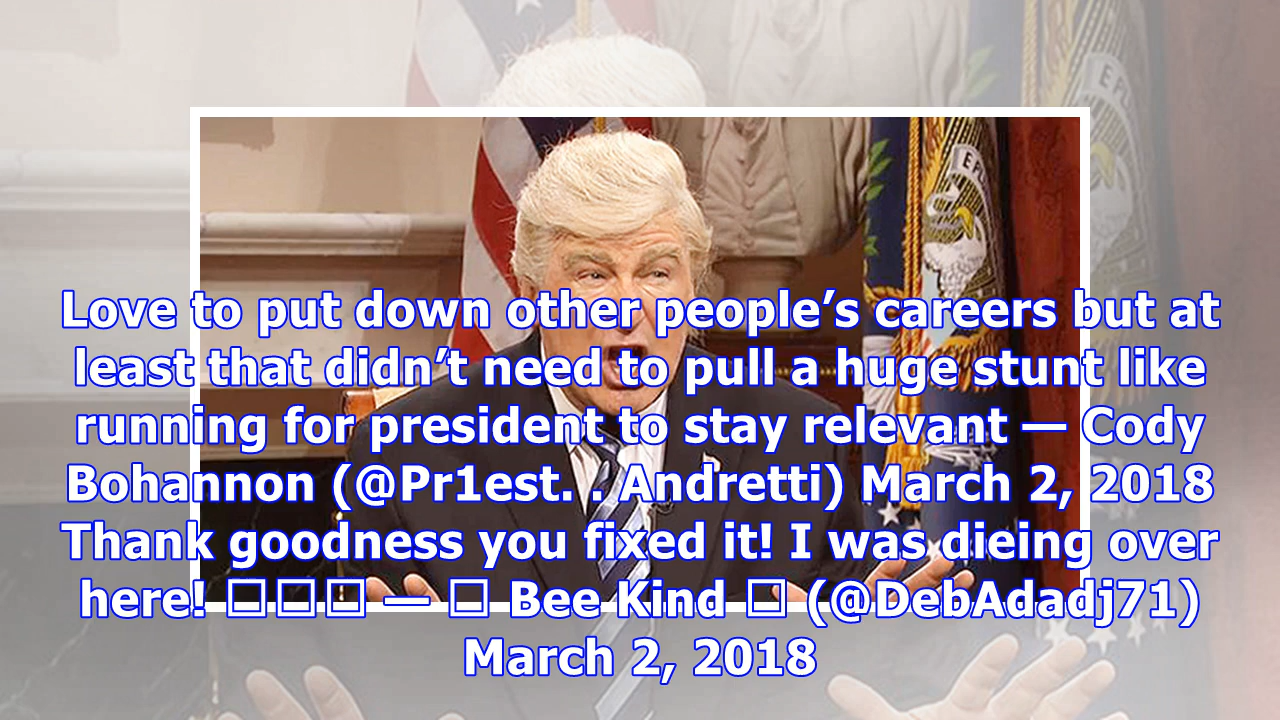 Love to put down other people’s careers but at
least that didn’t need to pull a huge stunt like
running for president to stay relevant — Cody
Bohannon (@Pr1est. . Andretti) March 2, 2018
Thank goodness you fixed it! I was dieing over
here! □□□ — □ Bee Kind □ (@DebAdadj71)
March 2, 2018